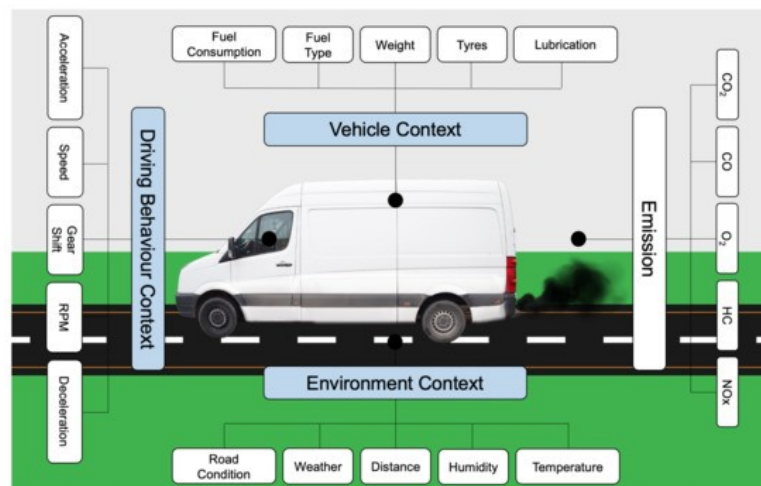 Fuel
Consumption
Fuel
Type
Weight
Tyres
Lubrication
Vehicle Context
Acceleration
Speed
Gear
Shift
RPM
Deceleration
Driving Behaviour Context
Emission
CO₂
CO
O₂
HC
NOx
Environment Context
Road
Condition
Weather
Distance
Humidity
Temperature